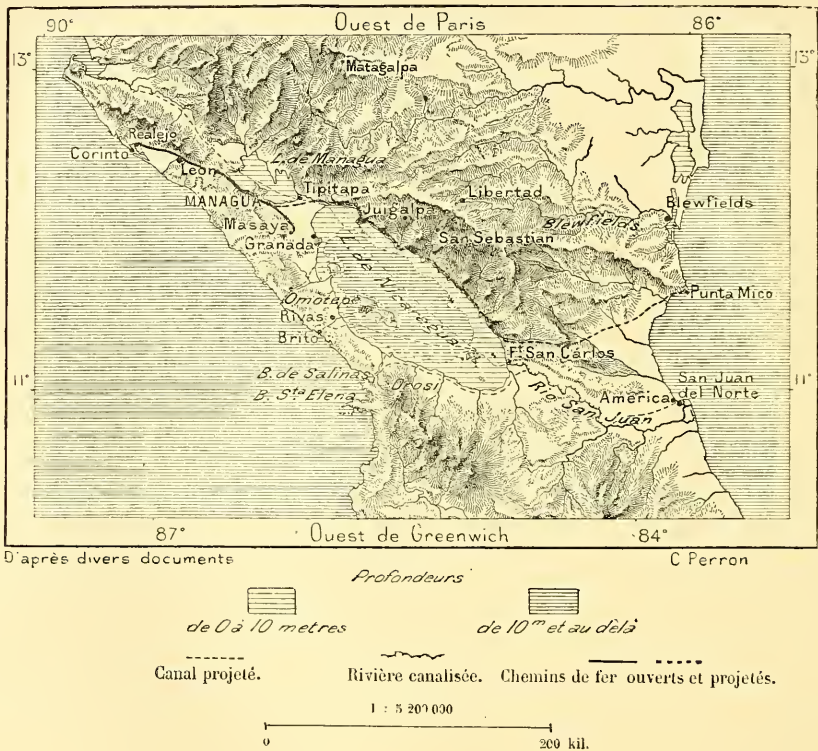 90°
Ouest de Paris
86°
13°
13°
Matagalpa
Realejo
Corinto
L. de Managua
Léon
Tipitapa
Libertad
MANAGUA
Juigalpa
Blewfields
Blewfields
Masaya
San Sebastian
Granada
L. de Nicaragua
Punta Mico
Omotepe
Rivas
Brito
Ft San Carlos
B. de Salinas
Orosi
San Juan del Norte
11°
11°
America
B. Sta Elena
Rio San Juan
87°
Ouest de Greenwich
84°
D'après divers documents
C Perron
Profondeurs
de 0 à 10 metres
de 10m et au delà
Canal projeté.
Rivière canalisée.
Chemins de fer ouverts et projetés.
1 : 5 200 000
0
200 kil.